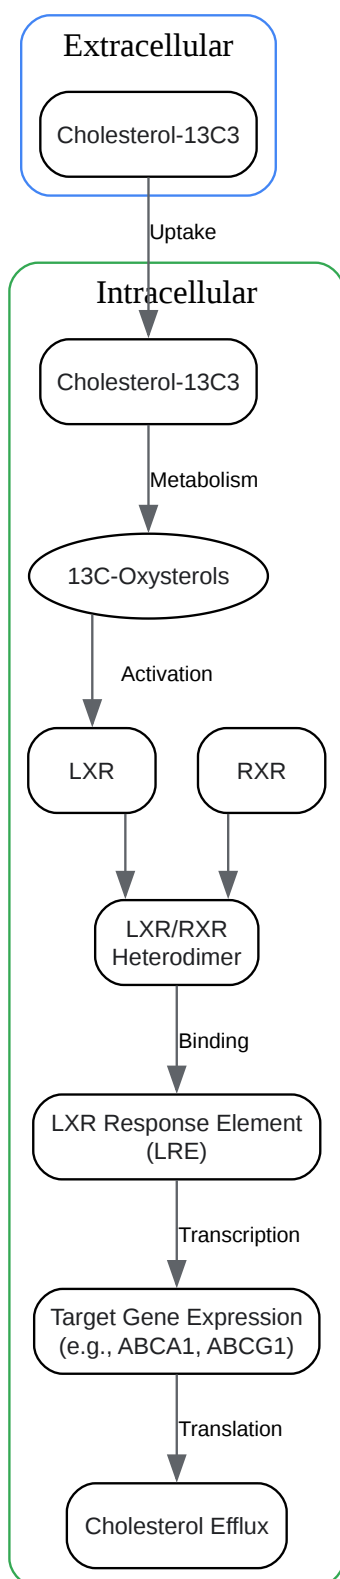 Extracellular
Cholesterol-13C3
Uptake
Intracellular
Cholesterol-13C3
Metabolism
13C-Oxysterols
Activation
LXR
RXR
LXR/RXR
Heterodimer
Binding
LXR Response Element
(LRE)
Transcription
Target Gene Expression
(e.g., ABCA1, ABCG1)
Translation
Cholesterol Efflux